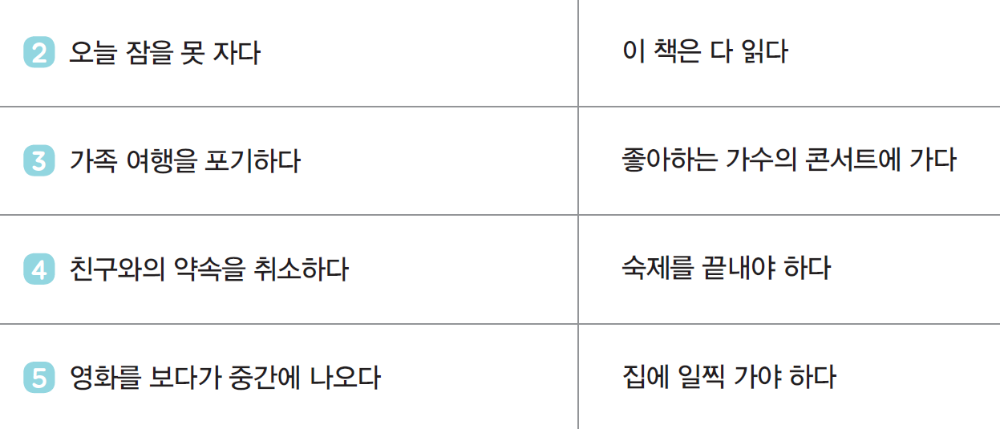 2 오늘 잠을 못 자다
이 책은 다 읽다
3 가족 여행을 포기하다
좋아하는 가수의 콘서트에 가다
4 친구와의 약속을 취소하다
숙제를 끝내야 하다
5 영화를 보다가 중간에 나오다
집에 일찍 가야 하다